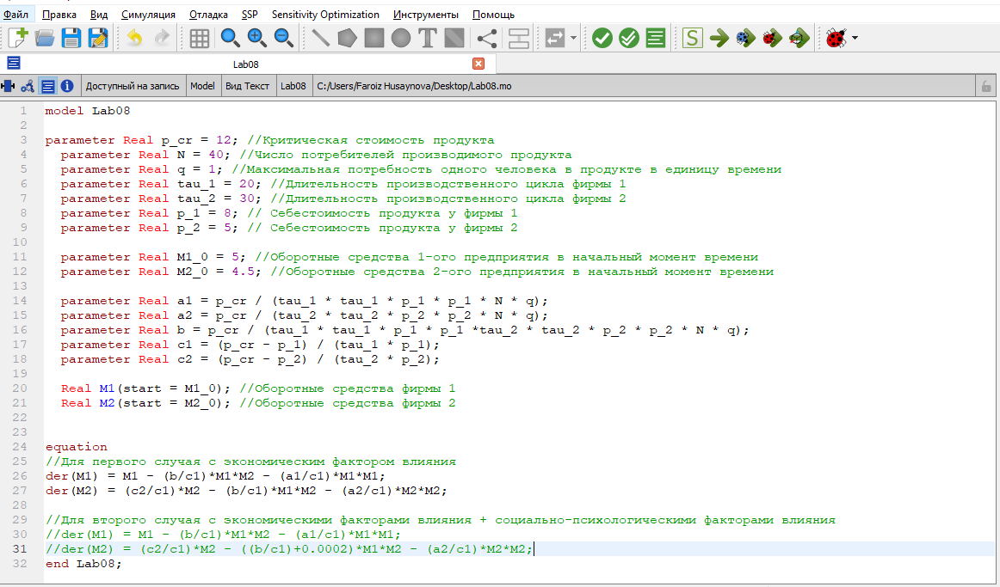 Файл Правка Вид Симуляция Отладка SSP Sensitivity Optimization Инструменты Помощь
T S
Lab08
Доступный на запись Model Вид Текст Lab08 C:/Users/Faroiz Husaynova/Desktop/Lab08.mo
1 model Lab08
2
3 parameter Real p_cr = 12; //Критическая стоимость продукта
4 parameter Real N = 40; //Число потребителей производимого продукта
5 parameter Real q = 1; //Максимальная потребность одного человека в продукте в единицу времени
6 parameter Real tau_1 = 20; //Длительность производственного цикла фирмы 1
7 parameter Real tau_2 = 30; //Длительность производственного цикла фирмы 2
8 parameter Real p_1 = 8; // Себестоимость продукта у фирмы 1
9 parameter Real p_2 = 5; // Себестоимость продукта у фирмы 2
10
11 parameter Real M1_0 = 5; //Оборотные средства 1-ого предприятия в начальный момент времени
12 parameter Real M2_0 = 4.5; //Оборотные средства 2-ого предприятия в начальный момент времени
13
14 parameter Real a1 = p_cr / (tau_1 * tau_1 * p_1 * p_1 * N * q);
15 parameter Real a2 = p_cr / (tau_2 * tau_2 * p_2 * p_2 * N * q);
16 parameter Real b = p_cr / (tau_1 * tau_1 * p_1 * p_1 *tau_2 * tau_2 * p_2 * p_2 * N * q);
17 parameter Real c1 = (p_cr - p_1) / (tau_1 * p_1);
18 parameter Real c2 = (p_cr - p_2) / (tau_2 * p_2);
19
20 Real M1(start = M1_0); //Оборотные средства фирмы 1
21 Real M2(start = M2_0); //Оборотные средства фирмы 2
22
23
24 equation
25 //Для первого случая с экономическим фактором влияния
26 der(M1) = M1 - (b/c1)*M1*M2 - (a1/c1)*M1*M1;
27 der(M2) = (c2/c1)*M2 - (b/c1)*M1*M2 - (a2/c1)*M2*M2;
28
29 //Для второго случая с экономическими факторами влияния + социально-психологическими факторами влияния
30 //der(M1) = M1 - (b/c1)*M1*M2 - (a1/c1)*M1*M1;
31 //der(M2) = (c2/c1)*M2 - ((b/c1)+0.0002)*M1*M2 - (a2/c1)*M2*M2;
32 end Lab08;